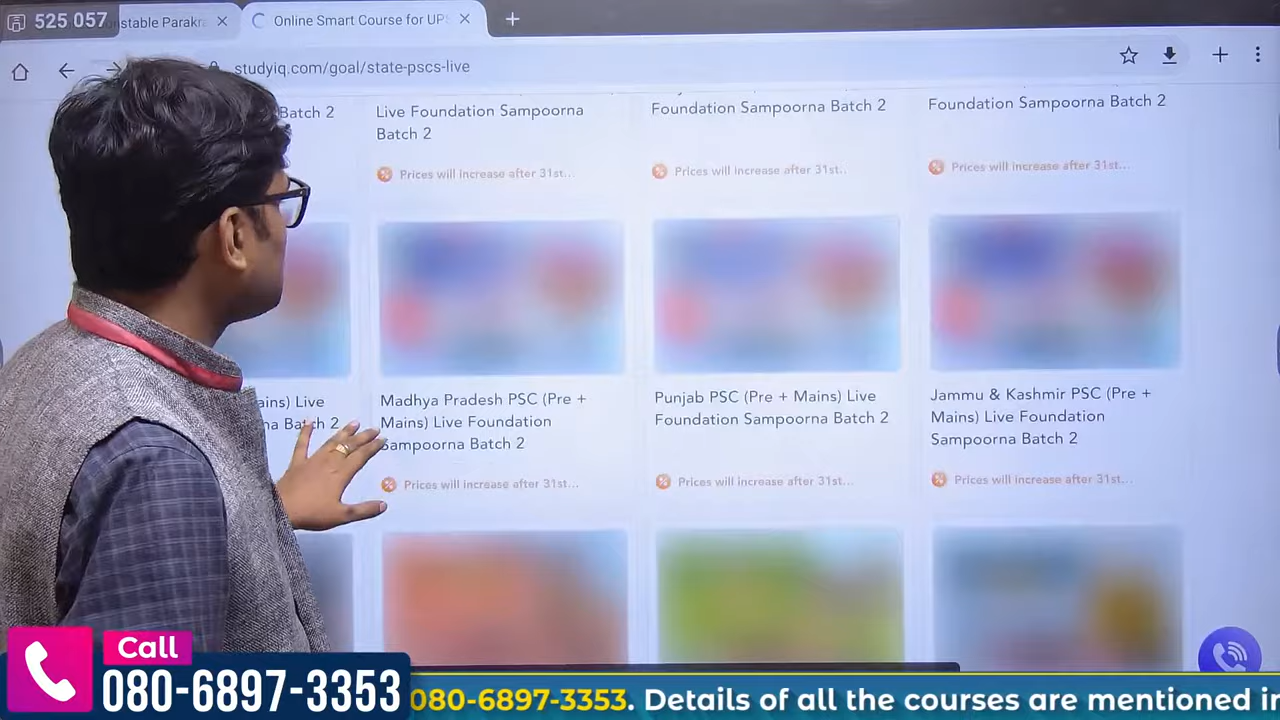 525 057
nstable Parakra
Online Smart Course for UP
studyiq.com/goal/state-pscs-live
Batch 2
Live Foundation Sampoorna
Batch 2
Foundation Sampoorna Batch 2
Foundation Sampoorna Batch 2
Prices will increase after 31st...
Prices will increase after 31st...
Prices will increase after 31st...
ains) Live
na Batch 2
Madhya Pradesh PSC (Pre +
Mains) Live Foundation
Sampoorna Batch 2
Punjab PSC (Pre + Mains) Live
Foundation Sampoorna Batch 2
Jammu & Kashmir PSC (Pre +
Mains) Live Foundation
Sampoorna Batch 2
Prices will increase after 31st...
Prices will increase after 31st...
Prices will increase after 31st...
Call
080-6897-3353
080-6897-3353. Details of all the courses are mentioned in